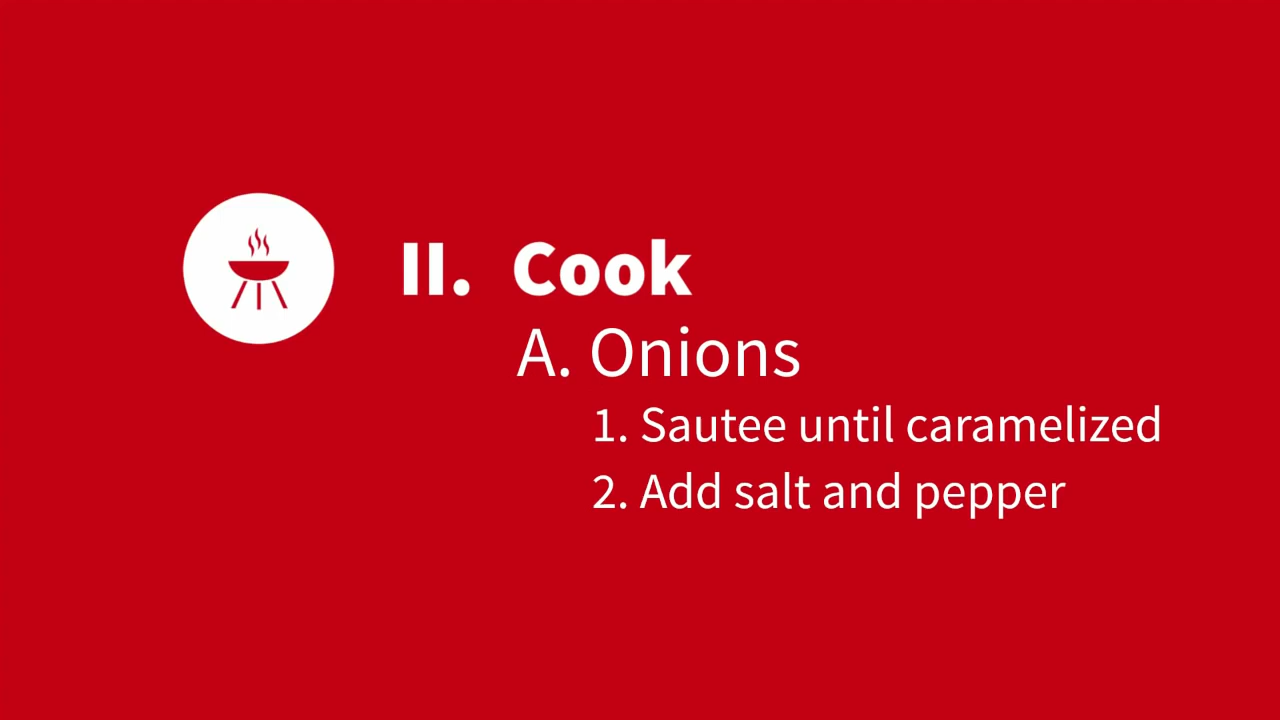 II. Cook
A. Onions
1. Sautee until caramelized
2. Add salt and pepper